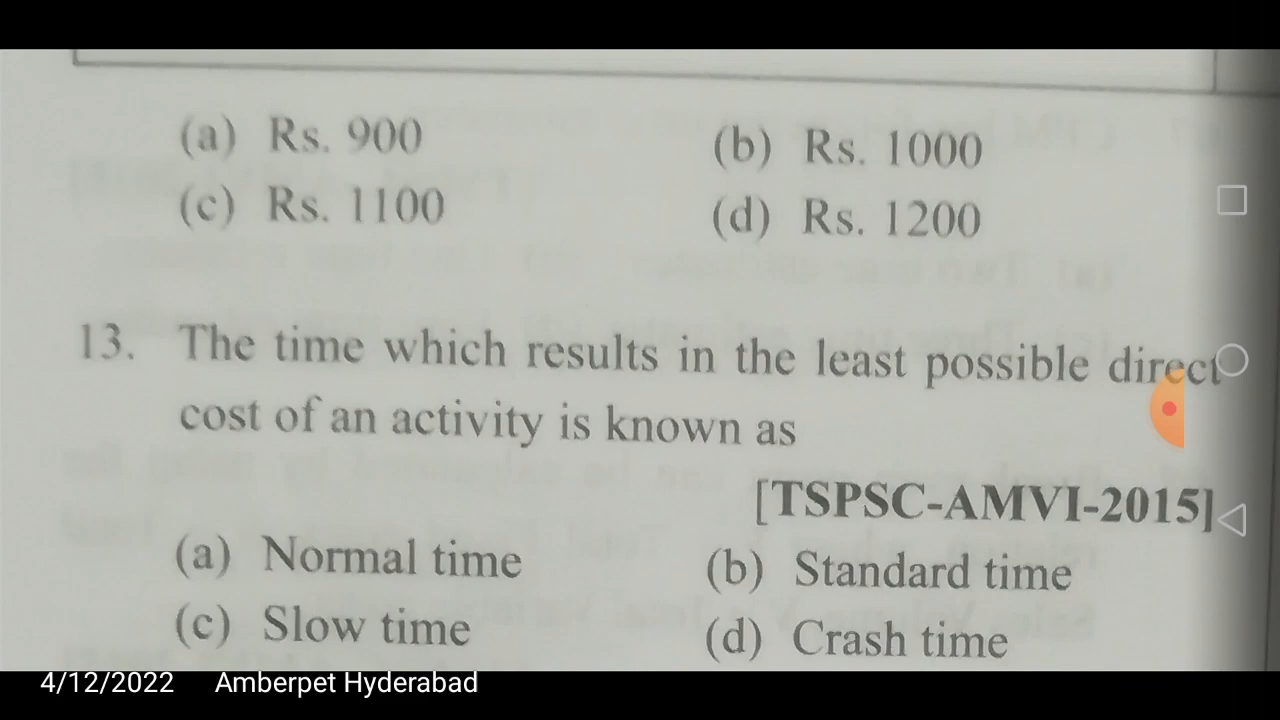 (a) Rs. 900 (b) Rs. 1000
(c) Rs. 1100 (d) Rs. 1200
13. The time which results in the least possible direct
cost of an activity is known as
[TSPSC-AMVI-2015]
(a) Normal time (b) Standard time
(c) Slow time (d) Crash time
4/12/2022 Amberpet Hyderabad